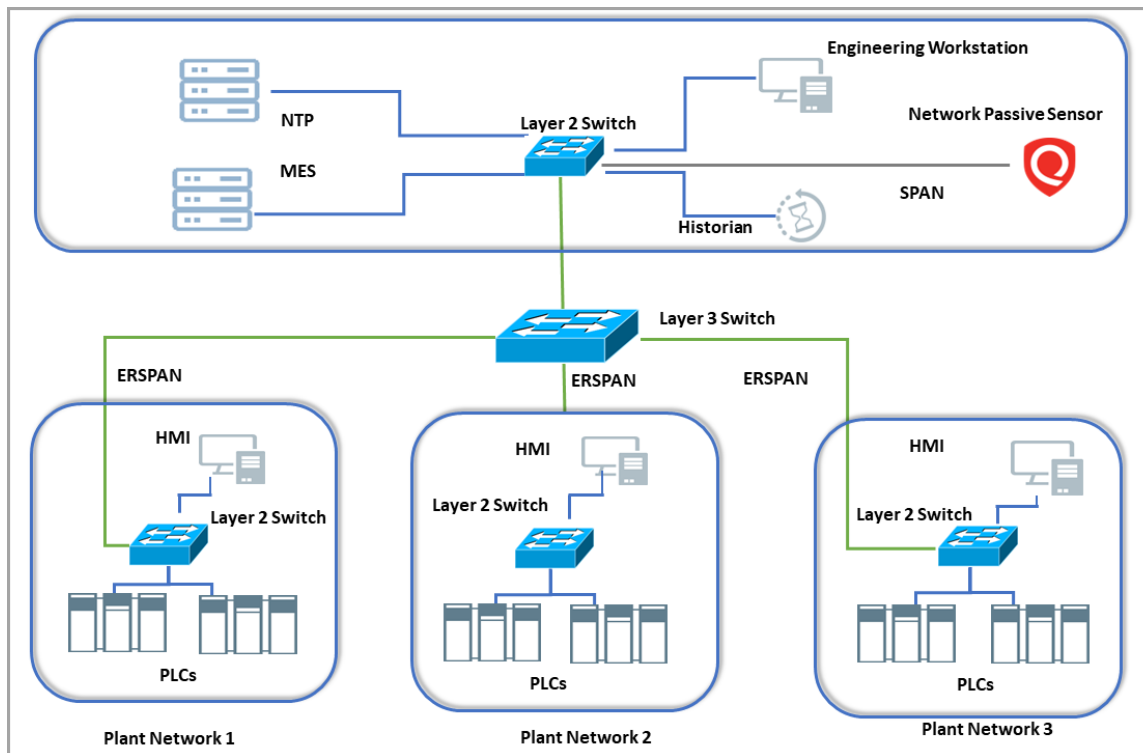 Engineering Workstation
NTP
Layer 2 Switch
Network Passive Sensor
MES
SPAN
Historian
Layer 3 Switch
ERSPAN
ERSPAN
ERSPAN
HMI
Layer 2 Switch
PLCs
Plant Network 1
HMI
Layer 2 Switch
PLCs
Plant Network 2
HMI
Layer 2 Switch
PLCs
Plant Network 3